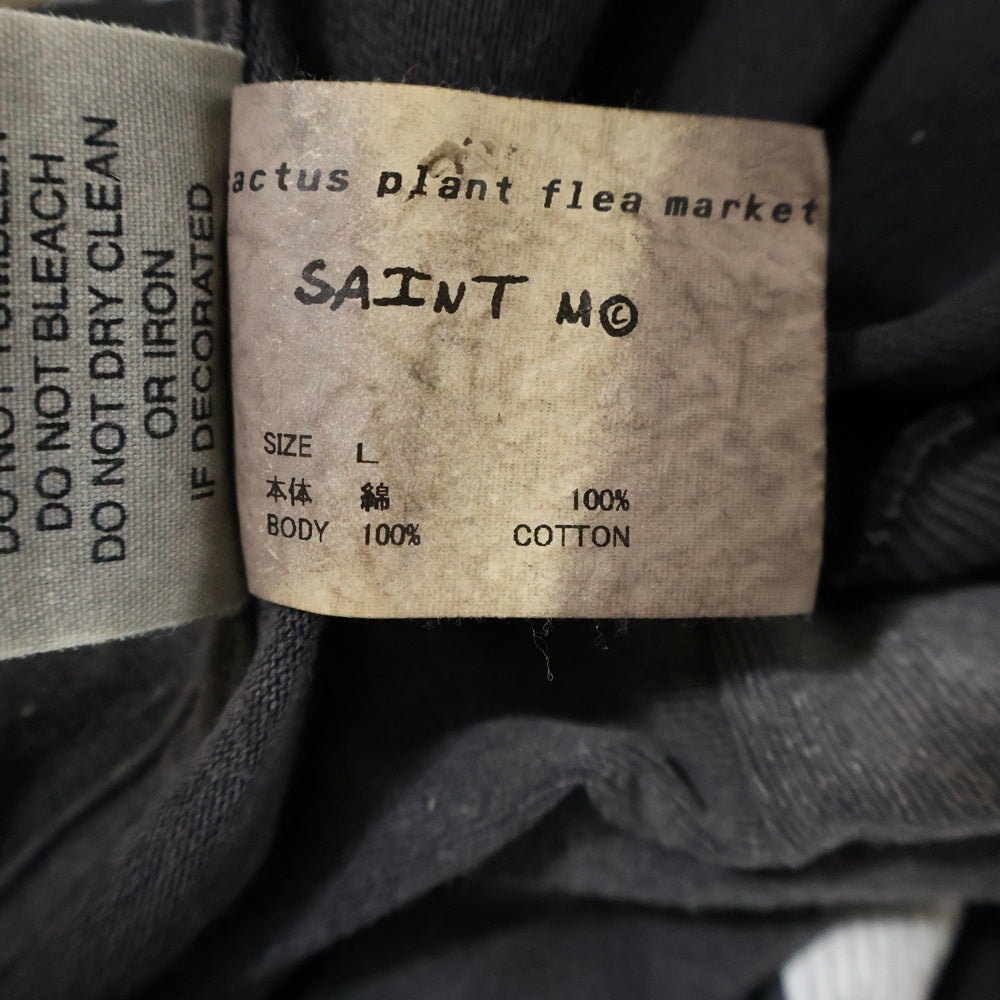 DO NOT BLEACH
DO NOT DRY CLEAN
OR IRON
IF DECORATED
actus plant flea market
SAINT M©
SIZE L
本体 綿 100%
BODY 100% COTTON